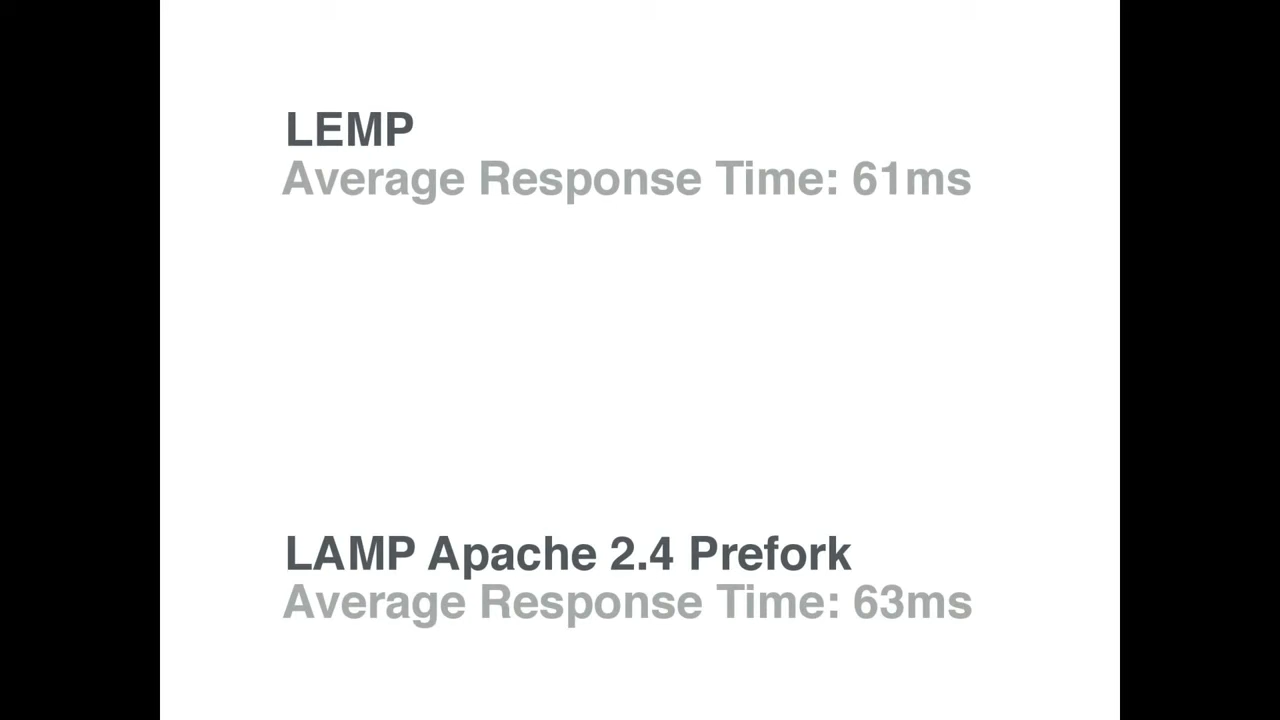 LEMP
Average Response Time: 61ms
LAMP Apache 2.4 Prefork
Average Response Time: 63ms